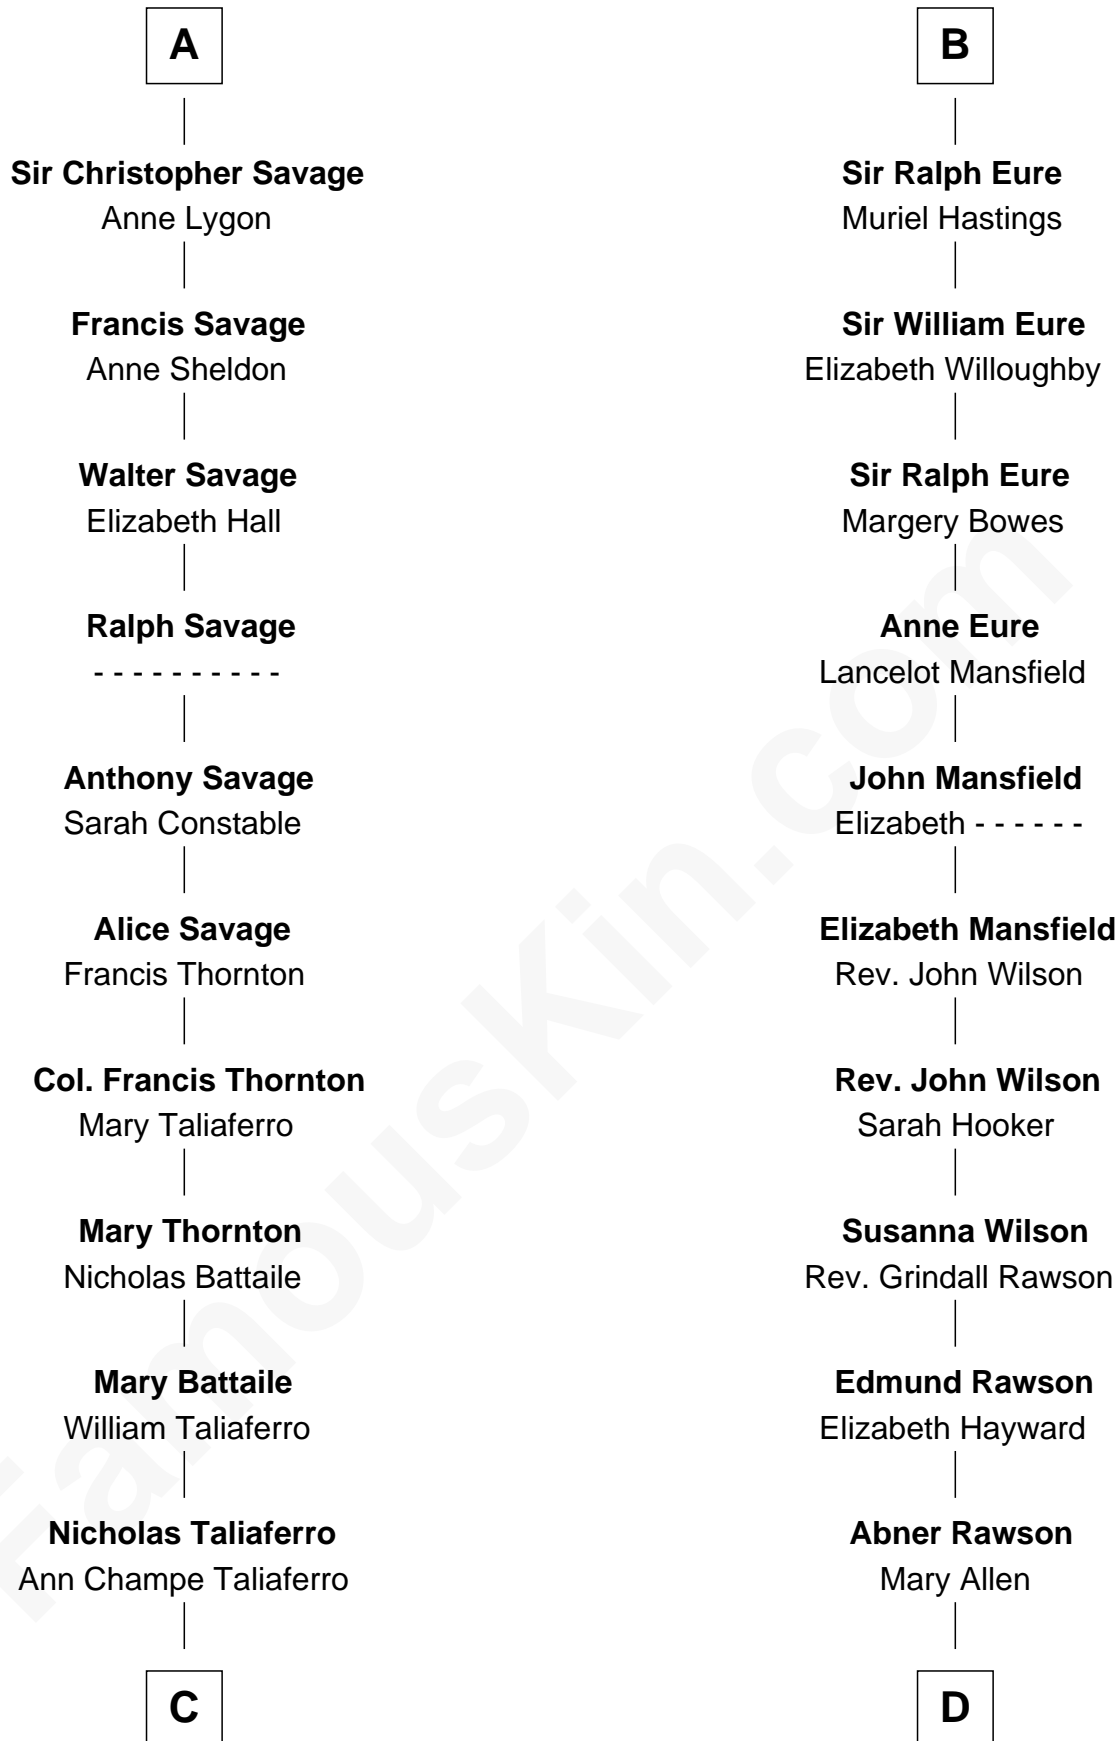 A
Sir Christopher Savage
Anne Lygon
Francis Savage
Anne Sheldon
Walter Savage
Elizabeth Hall
Ralph Savage
- - - - - - - - - -
Anthony Savage
Sarah Constable
Alice Savage
Francis Thornton
Col. Francis Thornton
Mary Taliaferro
Mary Thornton
Nicholas Battaile
Mary Battaile
William Taliaferro
Nicholas Taliaferro
Ann Champe Taliaferro
C
B
Sir Ralph Eure
Muriel Hastings
Sir William Eure
Elizabeth Willoughby
Sir Ralph Eure
Margery Bowes
Anne Eure
Lancelot Mansfield
John Mansfield
Elizabeth - - - - - -
Elizabeth Mansfield
Rev. John Wilson
Rev. John Wilson
Sarah Hooker
Susanna Wilson
Rev. Grindall Rawson
Edmund Rawson
Elizabeth Hayward
Abner Rawson
Mary Allen
D
FamousKin.com